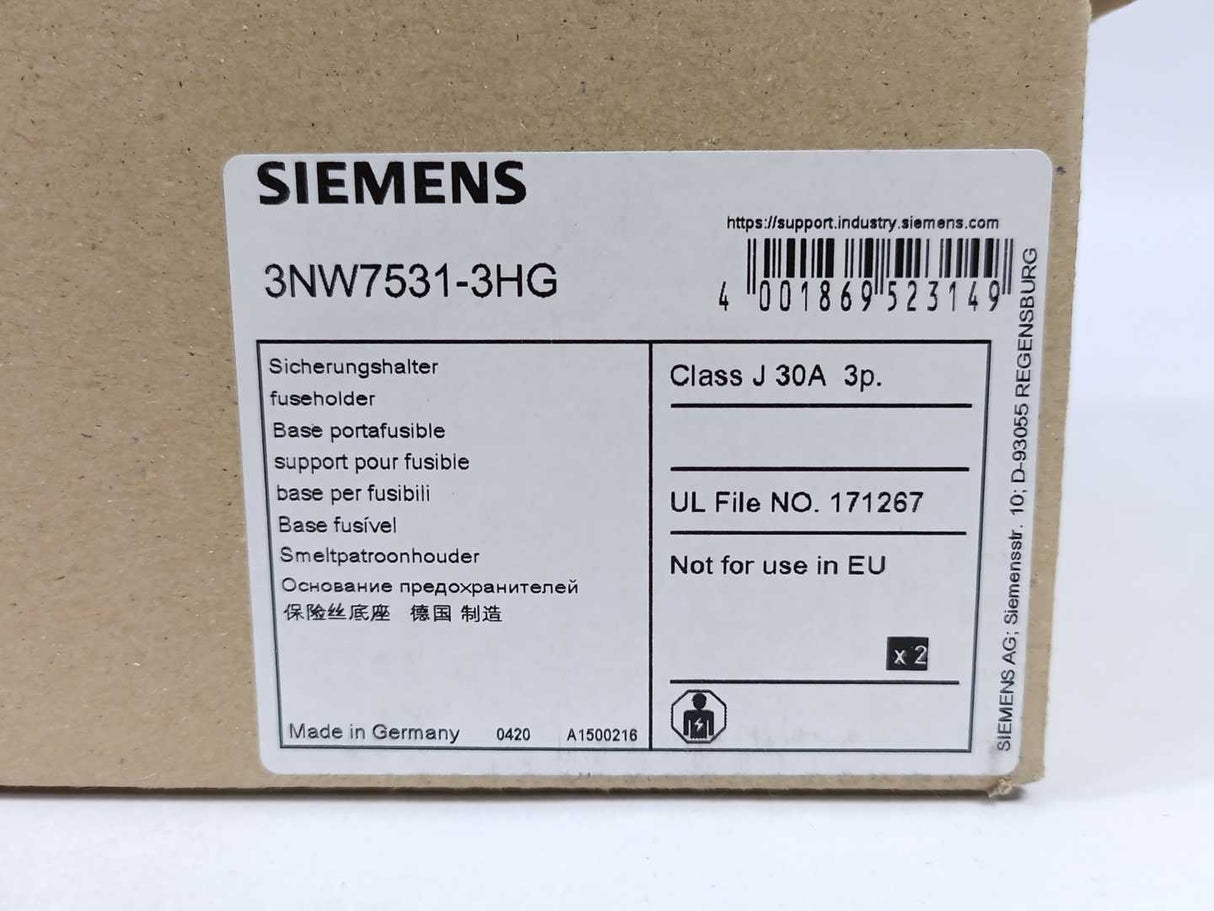 SIEMENS
https://support.industry.siemens.com
3NW7531-3HG
4 001869 523149
Sicherungshalter
fuseholder
Base portafusible
support pour fusible
base per fusibili
Base fusível
Smeltpatroonhouder
Основание предохранителей
保险丝底座 德国 制造
Made in Germany 0420 A1500216
Class J 30A 3p.
UL File NO. 171267
Not for use in EU
x 2
SIEMENS AG; Siemensstr. 10; D-93055 REGENSBURG